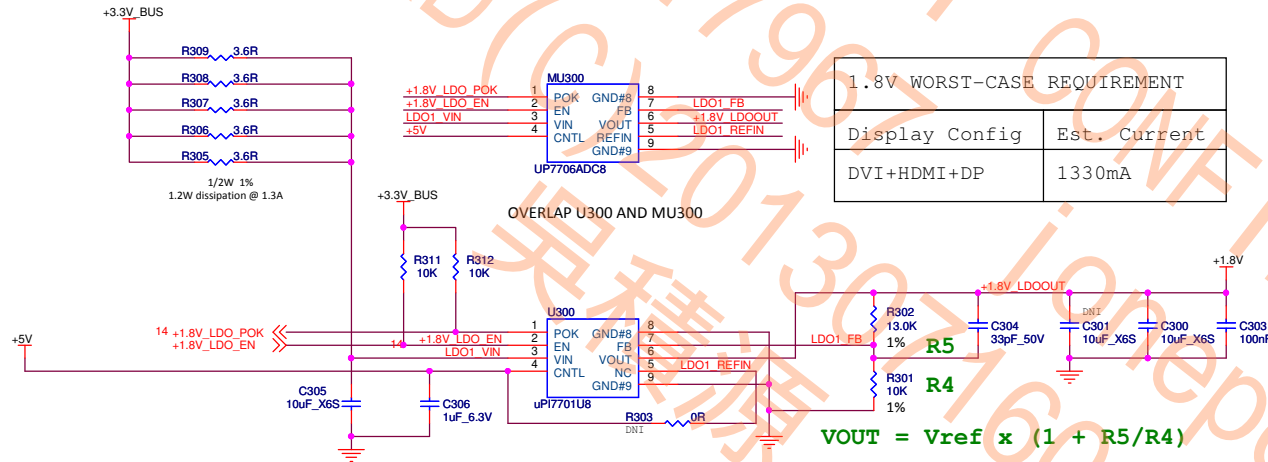 +3.3V_BUS
R309 3.6R
R308 3.6R
R307 3.6R
R306 3.6R
R305 3.6R
1/2W 1%
1.2W dissipation @ 1.3A
MU300
+1.8V_LDO_POK 1 POK GND#8 8
+1.8V_LDO_EN 2 EN FB 7 LDO1_FB
LDO1_VIN 3 VIN VOUT 6 +1.8V_LDOOUT
+5V 4 CNTL REFIN 5 LDO1_REFIN
GND#9 9
UP7706ADC8
1.8V WORST-CASE REQUIREMENT
Display Config Est. Current
DVI+HDMI+DP 1330mA
OVERLAP U300 AND MU300
+3.3V_BUS
R311 10K
R312 10K
U300
14 +1.8V_LDO_POK 1 POK GND#8 8
+1.8V_LDO_EN 14 +1.8V_LDO_EN 2 EN FB 7 LDO1_FB
LDO1_VIN 3 VIN VOUT 6
+5V 4 CNTL NC 5 LDO1_REFIN
GND#9 9
uPI7701U8
+1.8V_LDOOUT
+1.8V
R302
13.0K
1%
R5
R301
10K
1%
R4
C304
33pF_50V
DNI
C301
10uF_X6S
C300
10uF_X6S
C303
100nF
C305
10uF_X6S
C306
1uF_6.3V
R303 0R
DNI
VOUT = Vref x (1 + R5/R4)
吳積源